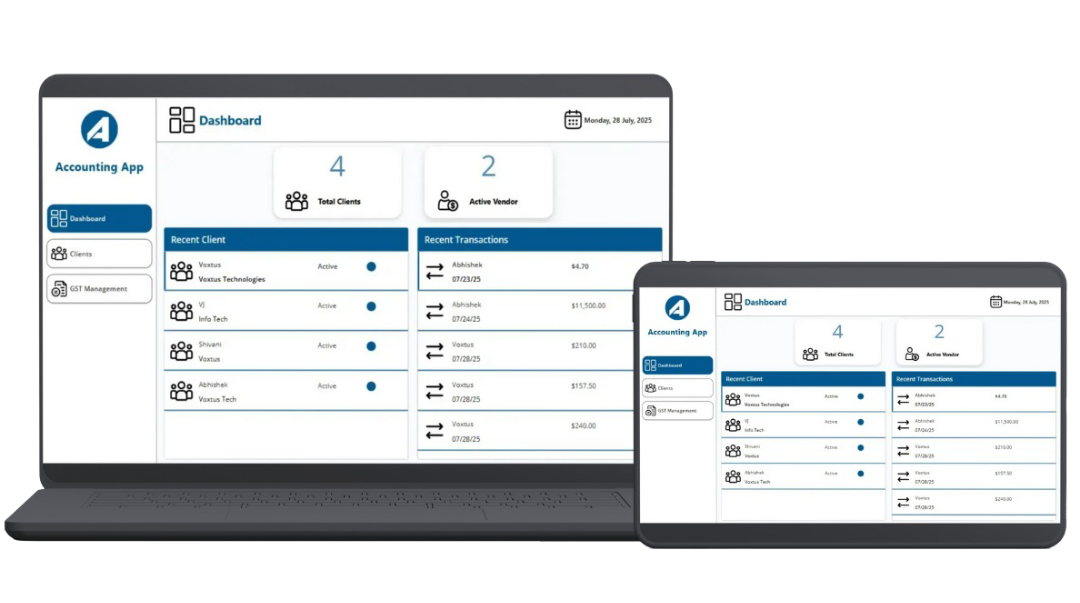 Accounting App
Dashboard
Clients
GST Management
Dashboard
Monday, 28 July, 2025
4
Total Clients
2
Active Vendor
Recent Client
Voxtus
Voxtus Technologies
Active
Vj
Info Tech
Active
Shivani
Voxtus
Active
Abhishek
Voxtus Tech
Active
Recent Transactions
Abhishek
07/23/25
$4.70
Abhishek
07/24/25
$11,500.00
Voxtus
07/28/25
$210.00
Voxtus
07/28/25
$157.50
Voxtus
07/28/25
$240.00
Accounting App
Dashboard
Clients
GST Management
Dashboard
Monday, 28 July, 2025
4
Total Clients
2
Active Vendor
Recent Client
Voxtus
Voxtus Technologies
Active
Vj
Info Tech
Active
Shivani
Voxtus
Active
Abhishek
Voxtus Tech
Active
Recent Transactions
Abhishek
07/23/25
$4.70
Abhishek
07/24/25
$11,500.00
Voxtus
07/28/25
$210.00
Voxtus
07/28/25
$157.50
Voxtus
07/28/25
$240.00